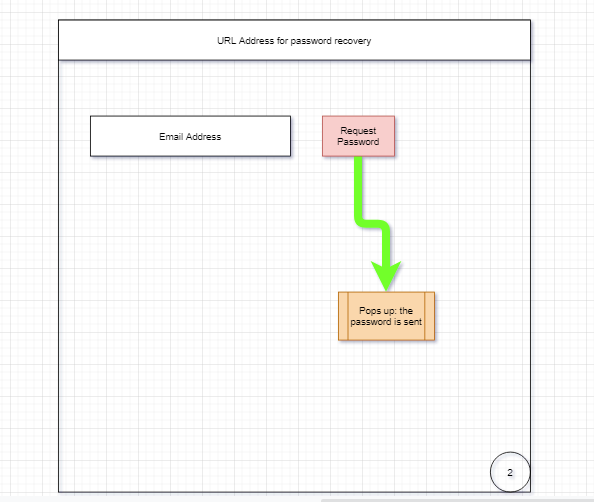 URL Address for password recovery
Email Address
Request
Password
Pops up: the
password is sent
2